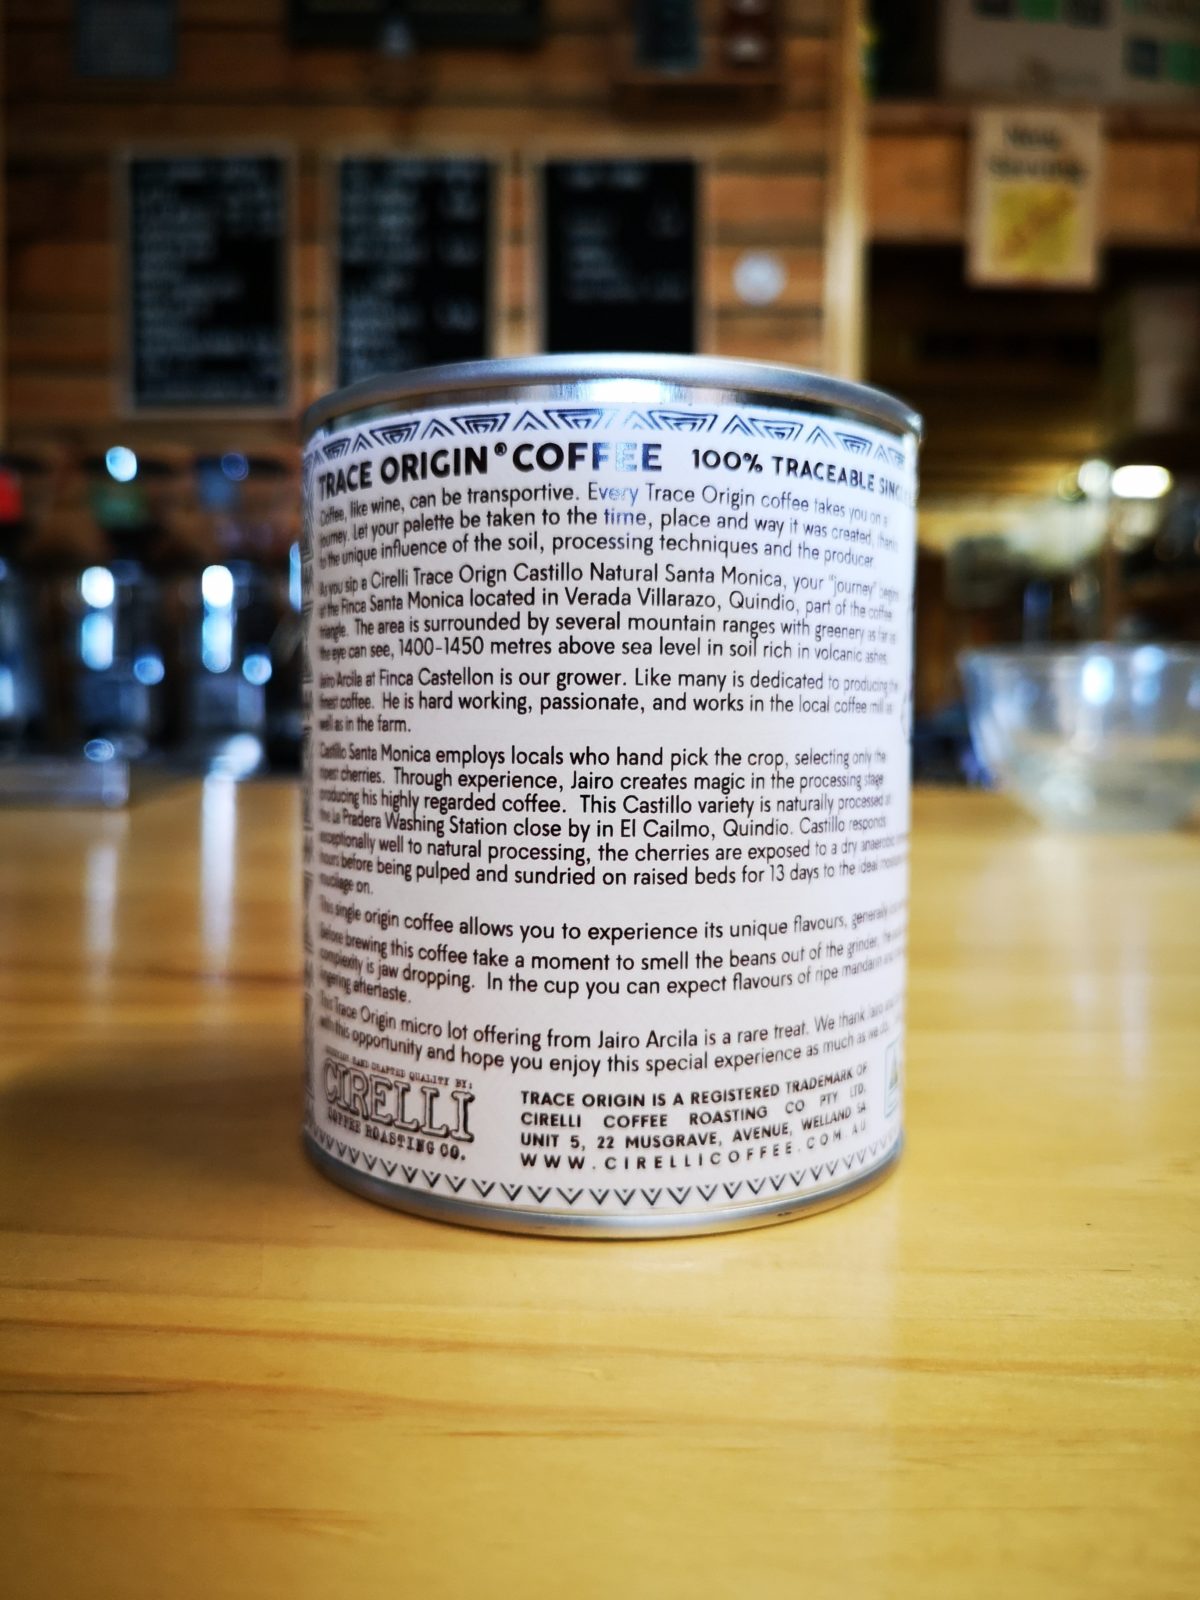 TRACE ORIGIN® COFFEE 100% TRACEABLE
Coffee, like wine, can be transportive. Every Trace Origin coffee takes you on a
journey. Let your palette be taken to the time, place and way it was created,
to the unique influence of the soil, processing techniques and the producer
As you sip a Cirelli Trace Orign Castillo Natural Santa Monica, your "journey" begins
at the Finca Santa Monica located in Verada Villarazo, Quindio, part of the coffee
triangle. The area is surrounded by several mountain ranges with greenery as far as
the eye can see, 1400-1450 metres above sea level in soil rich in volcanic ashes.
Jairo Arcila at Finca Castellon is our grower. Like many is dedicated to producing the
finest coffee. He is hard working, passionate, and works in the local coffee mill as
well as in the farm.
Castillo Santa Monica employs locals who hand pick the crop, selecting only the
ripest cherries. Through experience, Jairo creates magic in the processing stage
producing his highly regarded coffee. This Castillo variety is naturally processed at
the La Pradera Washing Station close by in El Cailmo, Quindio. Castillo responds
exceptionally well to natural processing, the cherries are exposed to a dry anaerobic
hours before being pulped and sundried on raised beds for 13 days to the ideal
mucilage on.
This single origin coffee allows you to experience its unique flavours, generally
Before brewing this coffee take a moment to smell the beans out of the grinder,
complexity is jaw dropping. In the cup you can expect flavours of ripe mandarin
lingering aftertaste.
This Trace Origin micro lot offering from Jairo Arcila is a rare treat. We thank Jairo
with this opportunity and hope you enjoy this special experience as much as we do.
HAND CRAFTED QUALITY BY:
CIRELLI
COFFEE ROASTING CO.
TRACE ORIGIN IS A REGISTERED TRADEMARK OF
CIRELLI COFFEE ROASTING CO PTY LTD.
UNIT 5, 22 MUSGRAVE, AVENUE, WELLAND SA
WWW.CIRELLICOFFEE.COM.AU